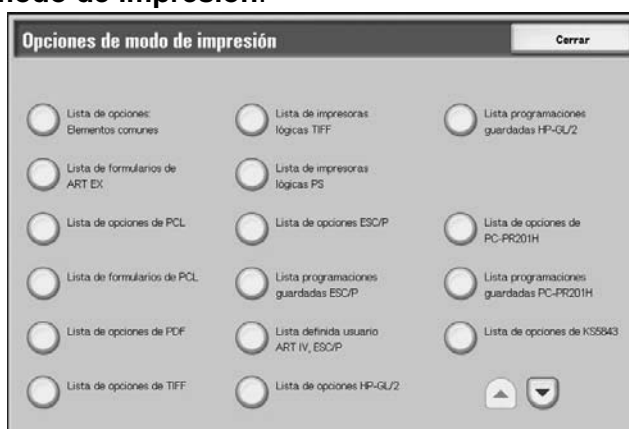 modo de impresión.
Opciones de modo de impresión
Cerrar
Lista de opciones:
Elementos comunes
Lista de impresoras
lógicas TIFF
Lista programaciones
guardadas HP-GL/2
Lista de formularios de
ART EX
Lista de impresoras
lógicas PS
Lista de opciones de PCL
Lista de opciones ESC/P
Lista de opciones de
PC-PR201H
Lista de formularios de PCL
Lista programaciones
guardadas ESC/P
Lista programaciones
guardadas PC-PR201H
Lista de opciones de PDF
Lista definida usuario
ART IV, ESC/P
Lista de opciones de KS5843
Lista de opciones de TIFF
Lista de opciones HP-GL/2